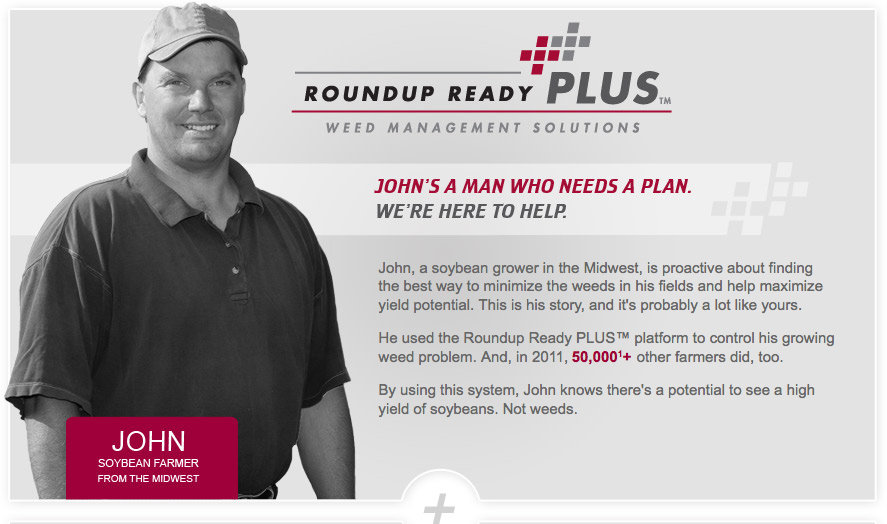 ROUNDUP READY PLUS™
WEED MANAGEMENT SOLUTIONS
JOHN'S A MAN WHO NEEDS A PLAN.
WE'RE HERE TO HELP.
John, a soybean grower in the Midwest, is proactive about finding
the best way to minimize the weeds in his fields and help maximize
yield potential. This is his story, and it's probably a lot like yours.
He used the Roundup Ready PLUS™ platform to control his growing
weed problem. And, in 2011, 50,000¹+ other farmers did, too.
By using this system, John knows there's a potential to see a high
yield of soybeans. Not weeds.
JOHN
SOYBEAN FARMER
FROM THE MIDWEST
+